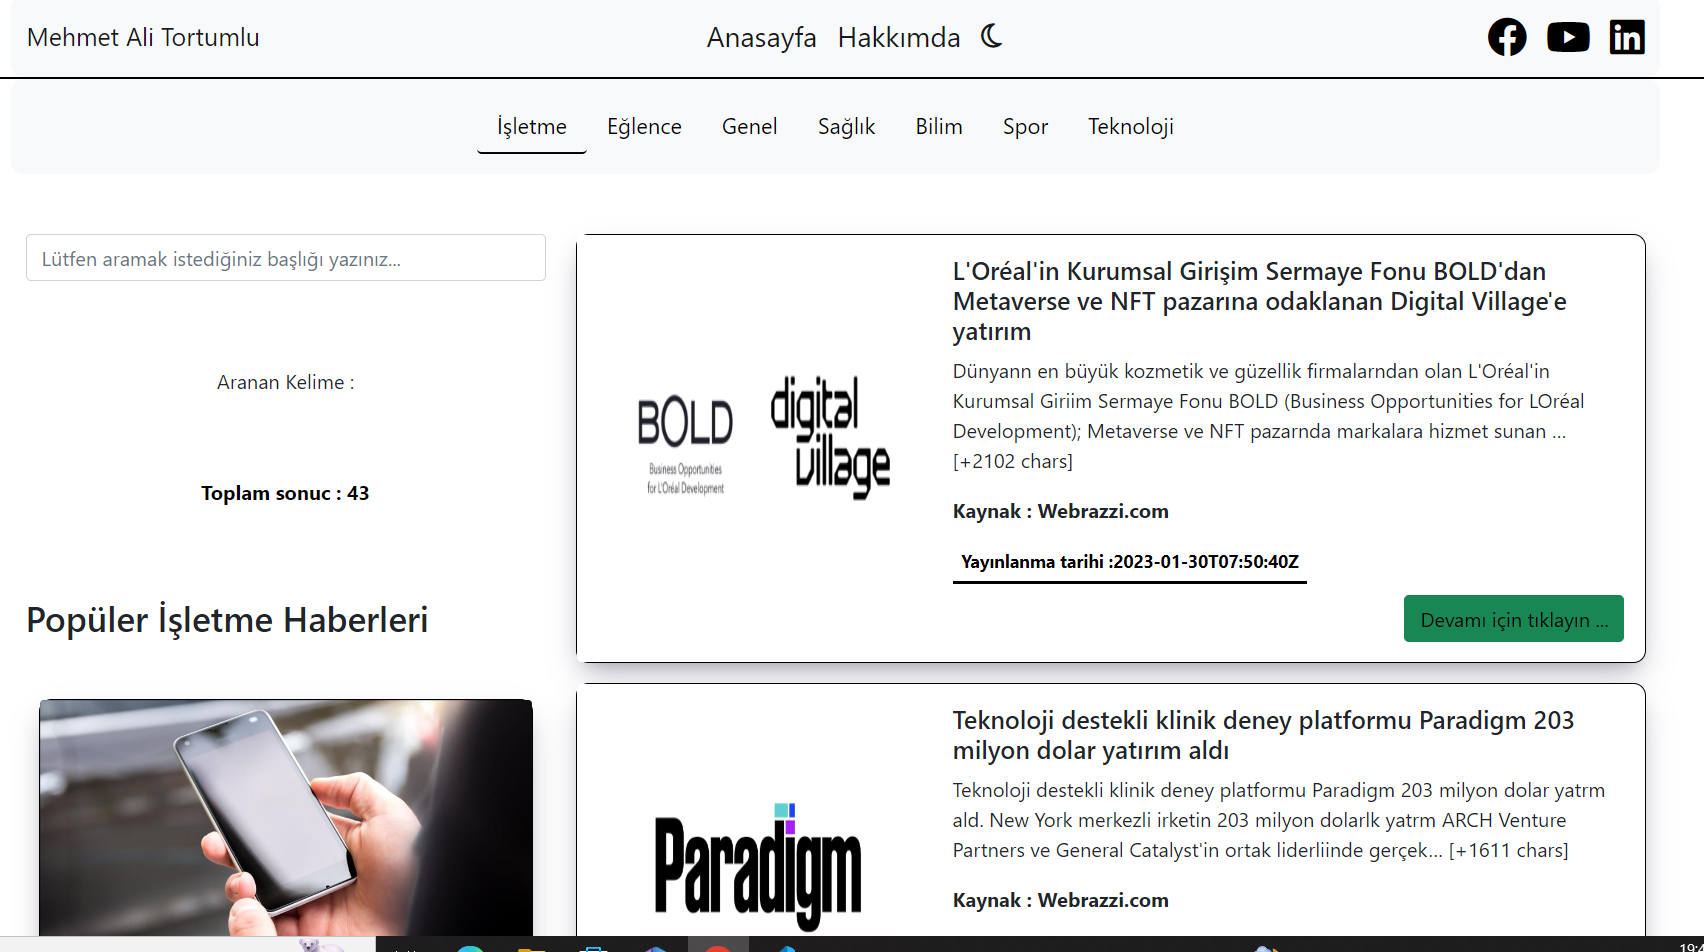 Mehmet Ali Tortumlu
Anasayfa Hakkımda
İşletme Eğlence Genel Sağlık Bilim Spor Teknoloji
Lütfen aramak istediğiniz başlığı yazınız...
Aranan Kelime :
Toplam sonuc : 43
Popüler İşletme Haberleri
BOLD
Business Opportunities
for L'Oréal Development
digital
village
L'Oréal'in Kurumsal Girişim Sermaye Fonu BOLD'dan
Metaverse ve NFT pazarına odaklanan Digital Village'e
yatırım
Dünyann en büyük kozmetik ve güzellik firmalarndan olan L'Oréal'in
Kurumsal Giriim Sermaye Fonu BOLD (Business Opportunities for LOréal
Development); Metaverse ve NFT pazarnda markalara hizmet sunan ...
[+2102 chars]
Kaynak : Webrazzi.com
Yayınlanma tarihi :2023-01-30T07:50:40Z
Devamı için tıklayın ...
Paradigm
Teknoloji destekli klinik deney platformu Paradigm 203
milyon dolar yatırım aldı
Teknoloji destekli klinik deney platformu Paradigm 203 milyon dolar yatrm
ald. New York merkezli irketin 203 milyon dolarlk yatrm ARCH Venture
Partners ve General Catalyst'in ortak liderliinde gerçek... [+1611 chars]
Kaynak : Webrazzi.com